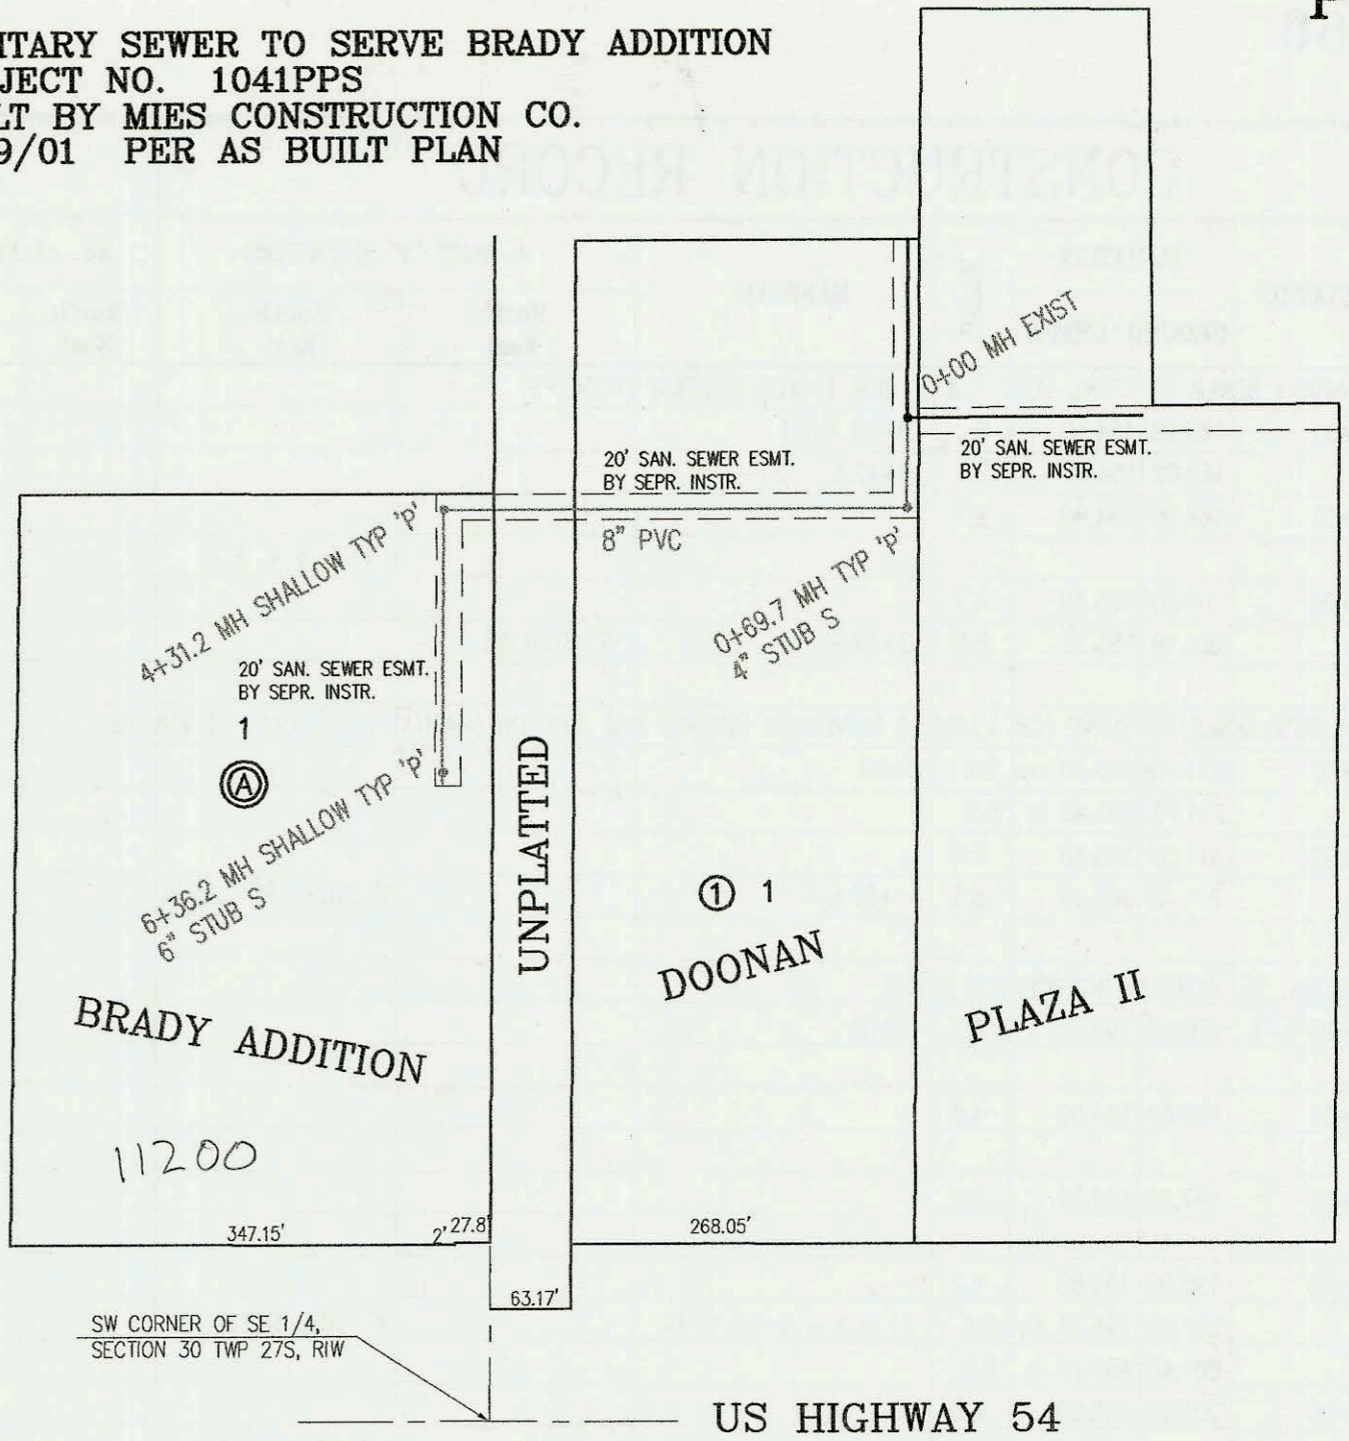 ITARY SEWER TO SERVE BRADY ADDITION
JECT NO. 1041PPS
LT BY MIES CONSTRUCTION CO.
9/01 PER AS BUILT PLAN
0+00 MH EXIST
20' SAN. SEWER ESMT.
BY SEPR. INSTR.
20' SAN. SEWER ESMT.
BY SEPR. INSTR.
8" PVC
4+31.2 MH SHALLOW TYP 'P'
0+69.7 MH TYP 'P'
4" STUB S
20' SAN. SEWER ESMT.
BY SEPR. INSTR.
1
A
6+36.2 MH SHALLOW TYP 'P'
6" STUB S
UNPLATTED
1 1
DOONAN
PLAZA II
BRADY ADDITION
11200
347.15'
2'
27.8'
268.05'
63.17'
SW CORNER OF SE 1/4,
SECTION 30 TWP 27S, R1W
US HIGHWAY 54